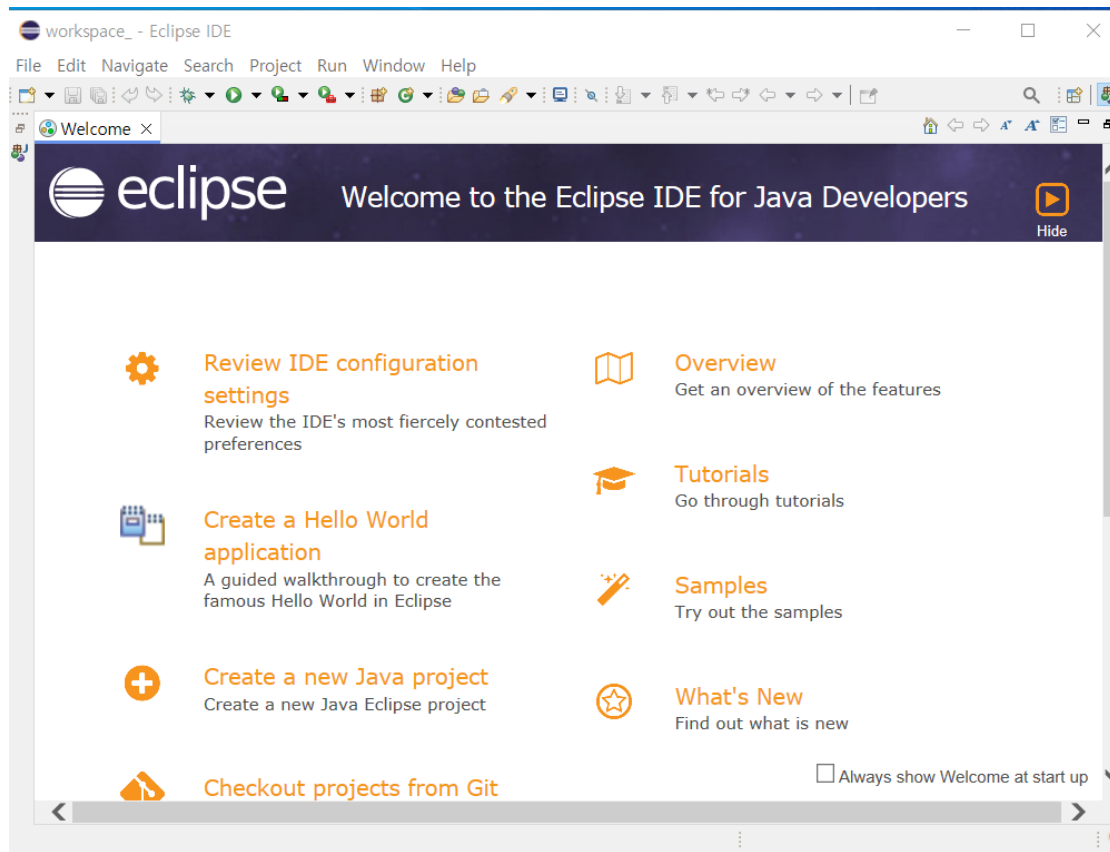 workspace_ - Eclipse IDE
File Edit Navigate Search Project Run Window Help
Welcome
eclipse
Welcome to the Eclipse IDE for Java Developers
Hide
Review IDE configuration
settings
Review the IDE's most fiercely contested
preferences
Create a Hello World
application
A guided walkthrough to create the
famous Hello World in Eclipse
Create a new Java project
Create a new Java Eclipse project
Checkout projects from Git
Overview
Get an overview of the features
Tutorials
Go through tutorials
Samples
Try out the samples
What's New
Find out what is new
Always show Welcome at start up